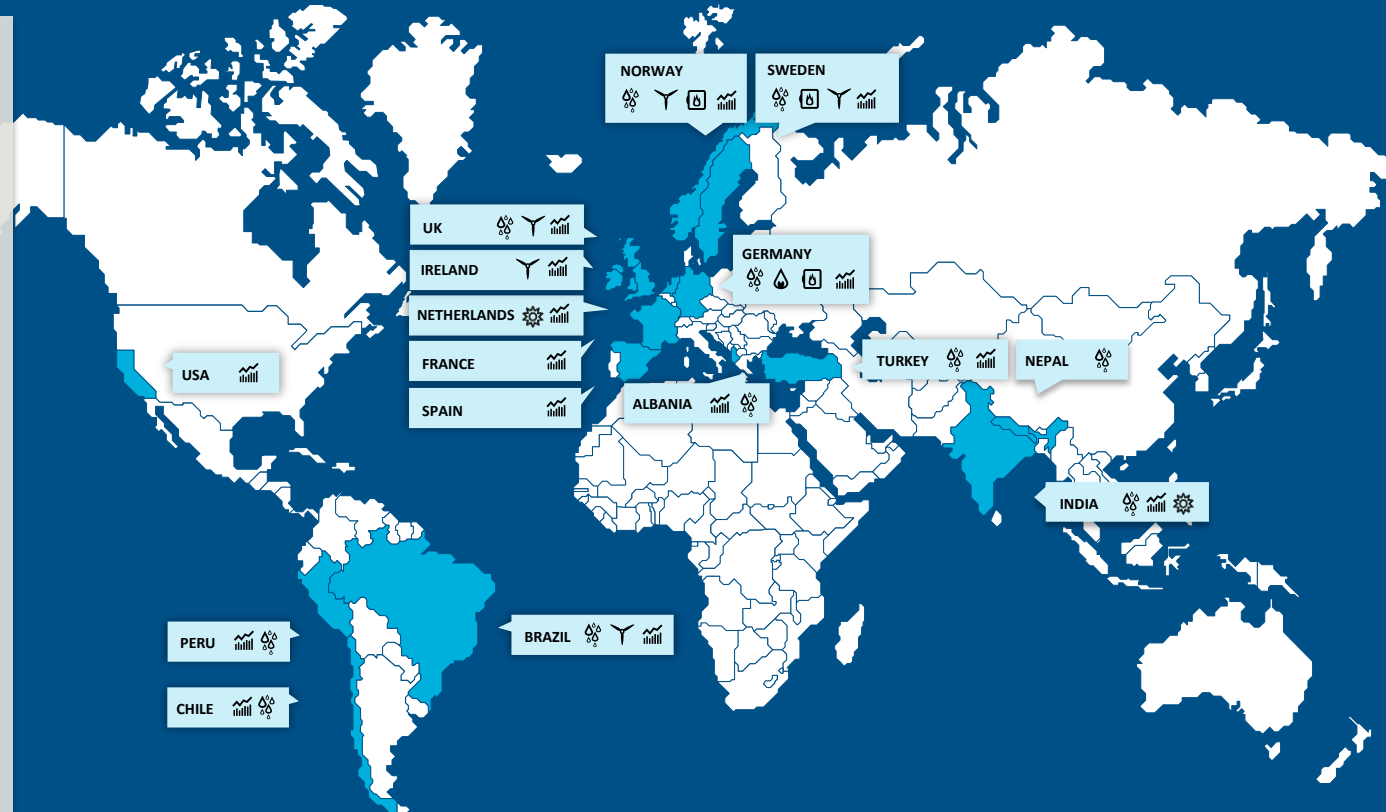 NORWAY
SWEDEN
UK
IRELAND
NETHERLANDS
FRANCE
SPAIN
GERMANY
USA
ALBANIA
TURKEY
NEPAL
INDIA
PERU
CHILE
BRAZIL